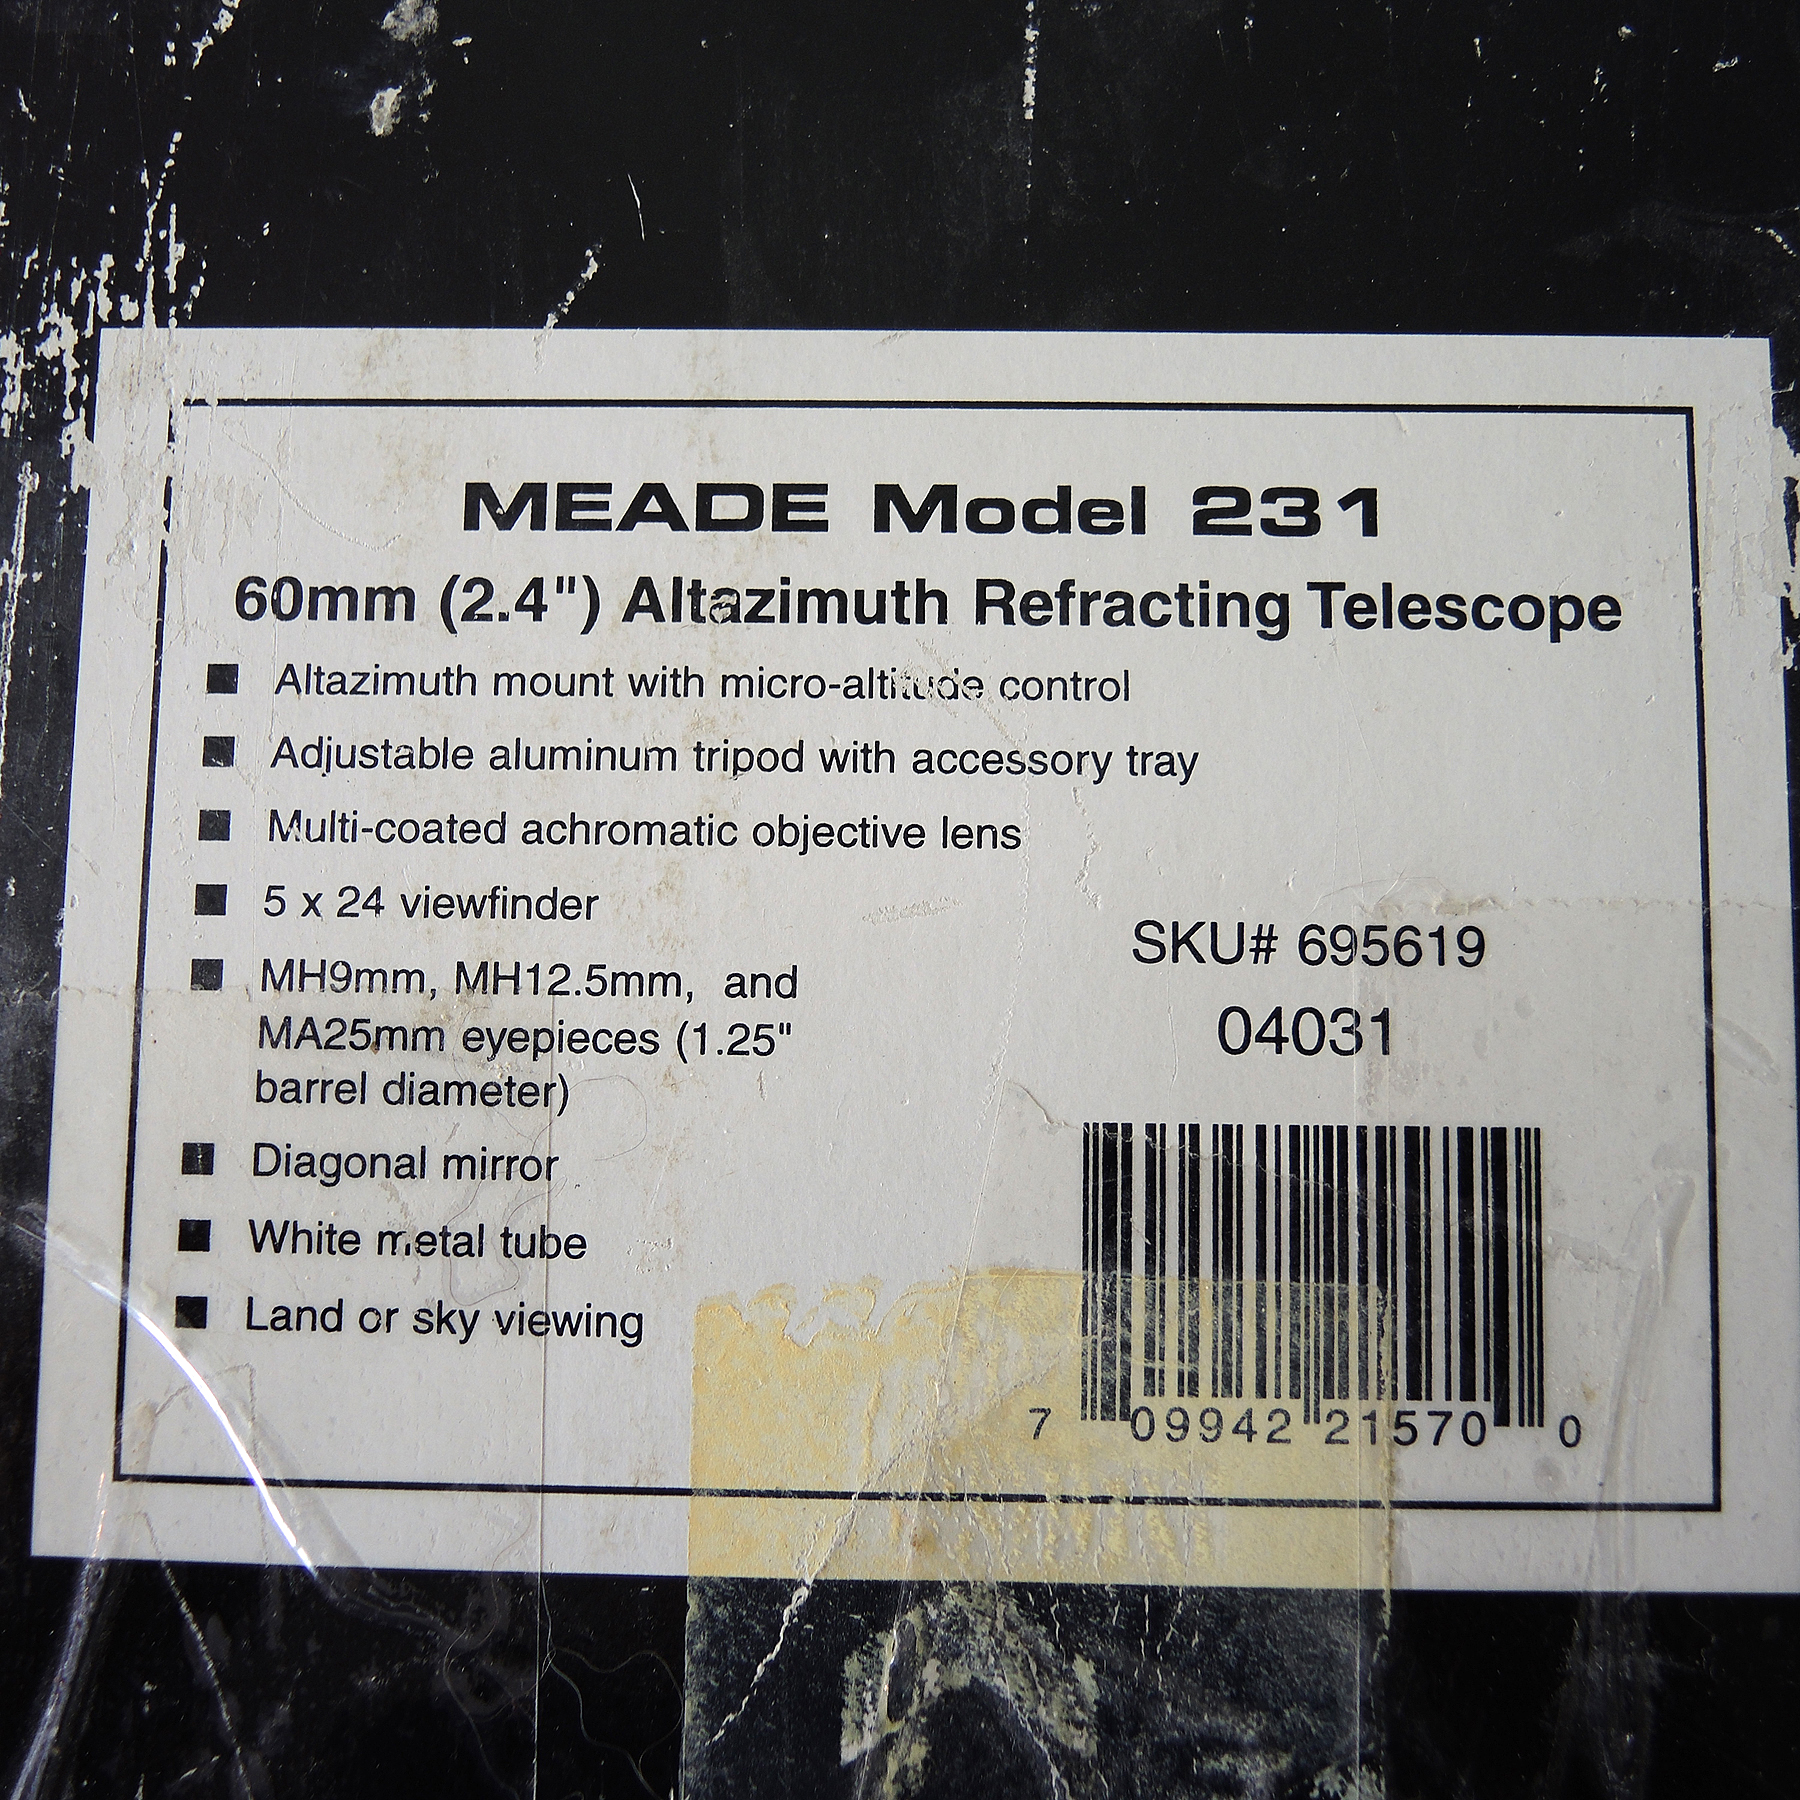 MEADE Model 231
60mm (2.4") Altazimuth Refracting Telescope
■ Altazimuth mount with micro-altitude control
■ Adjustable aluminum tripod with accessory tray
■ Multi-coated achromatic objective lens
■ 5 x 24 viewfinder
■ MH9mm, MH12.5mm, and
MA25mm eyepieces (1.25"
barrel diameter)
■ Diagonal mirror
■ White metal tube
■ Land or sky viewing
SKU# 695619
04031
7 09942 21570 0